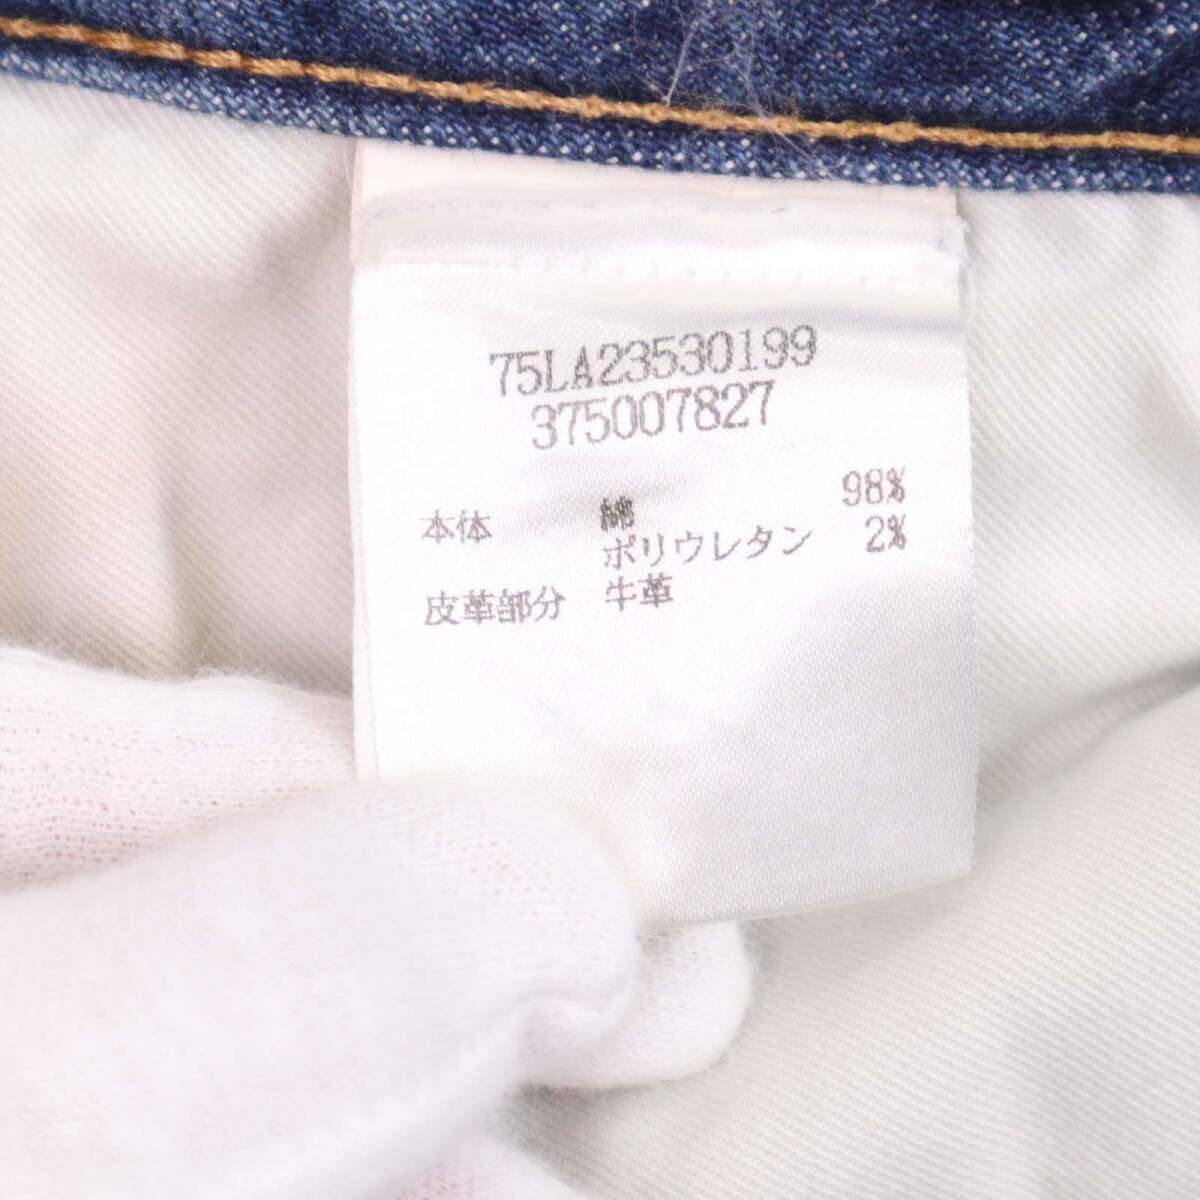 75LA23530199
375007827
本体 綿 98%
ポリウレタン 2%
皮革部分 牛革